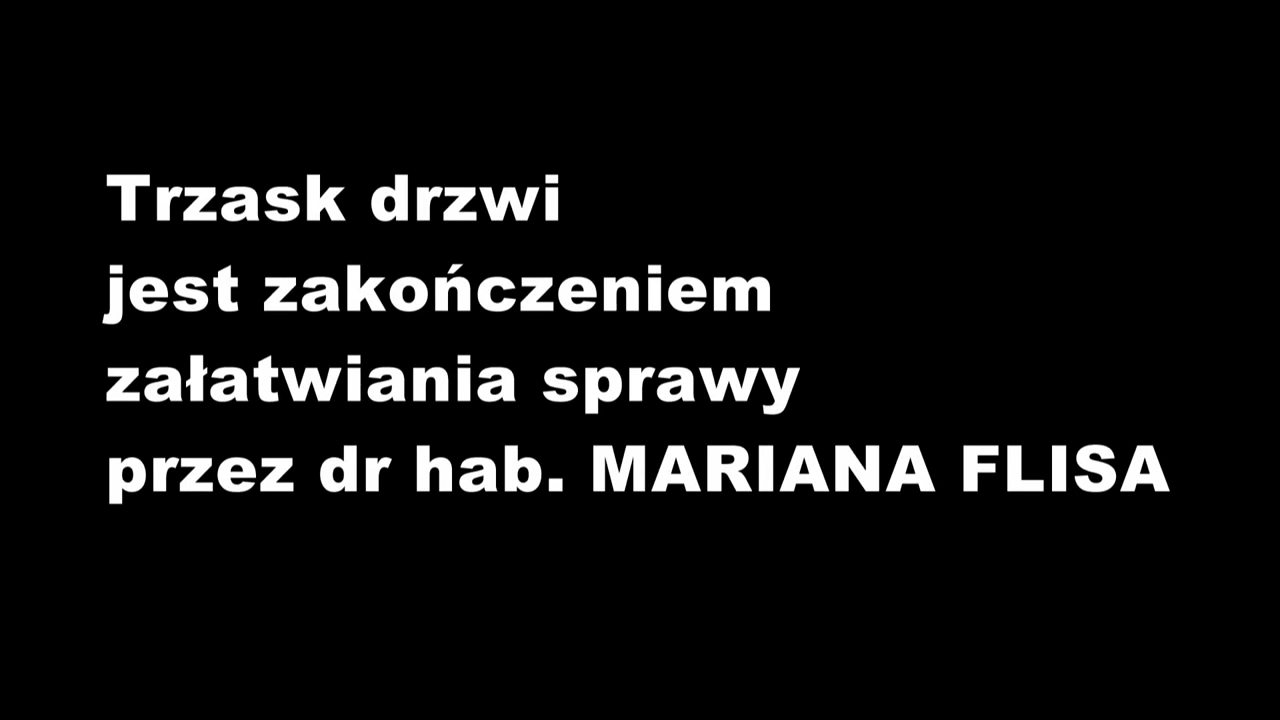 Trzask drzwi
jest zakończeniem
załatwiania sprawy
przez dr hab. MARIANA FLISA